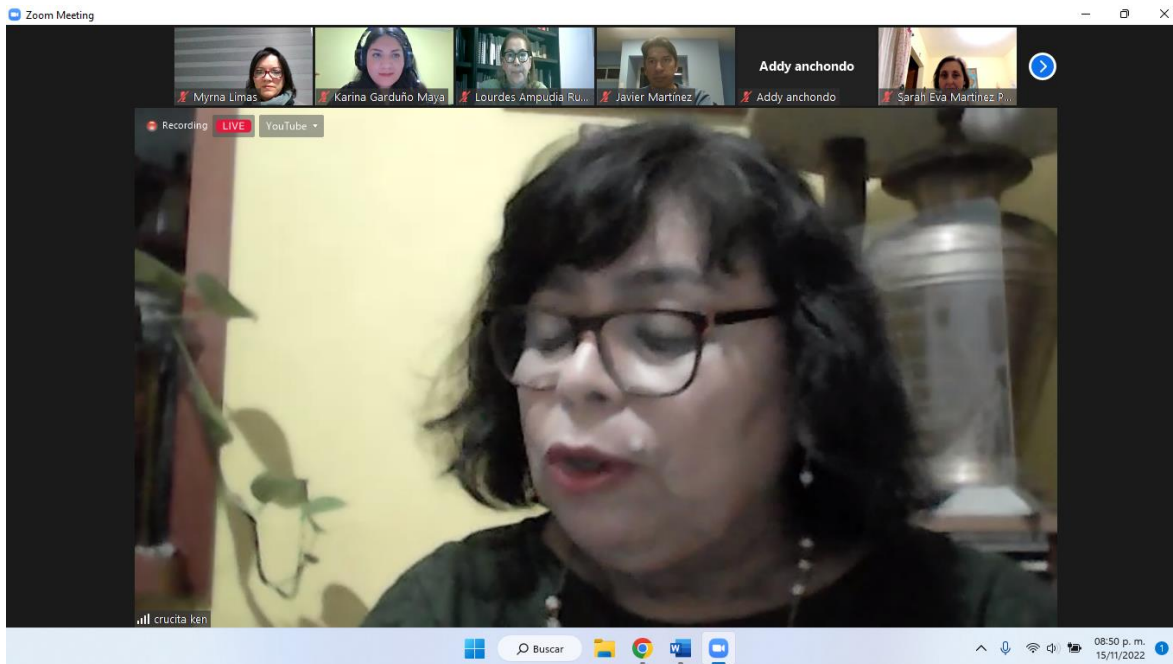 Zoom Meeting
Addy anchondo
Myrna Limas
Karina Garduño Maya
Lourdes Ampudia Ru...
Javier Martínez
Addy anchondo
Sarah Eva Martinez P...
Recording LIVE YouTube
crucita ken
Buscar
08:50 p. m.
15/11/2022
1